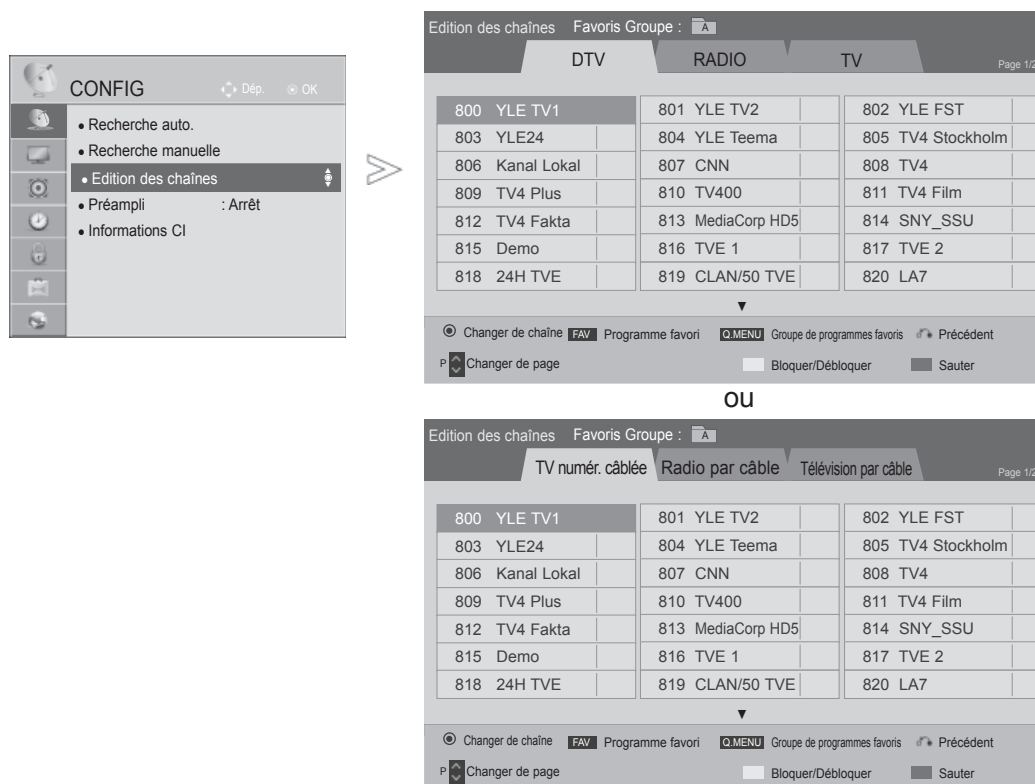 CONFIG
Dép. OK
Recherche auto.
Recherche manuelle
Edition des chaînes
Préampli : Arrêt
Informations CI
Edition des chaînes Favoris Groupe : A
DTV RADIO TV Page 1/2
800 YLE TV1 801 YLE TV2 802 YLE FST
803 YLE24 804 YLE Teema 805 TV4 Stockholm
806 Kanal Lokal 807 CNN 808 TV4
809 TV4 Plus 810 TV400 811 TV4 Film
812 TV4 Fakta 813 MediaCorp HD5 814 SNY_SSU
815 Demo 816 TVE 1 817 TVE 2
818 24H TVE 819 CLAN/50 TVE 820 LA7
Changer de chaîne FAV Programme favori Q.MENU Groupe de programmes favoris Précédent
P Changer de page Bloquer/Débloquer Sauter
ou
Edition des chaînes Favoris Groupe : A
TV numér. câblée Radio par câble Télévision par câble Page 1/2
800 YLE TV1 801 YLE TV2 802 YLE FST
803 YLE24 804 YLE Teema 805 TV4 Stockholm
806 Kanal Lokal 807 CNN 808 TV4
809 TV4 Plus 810 TV400 811 TV4 Film
812 TV4 Fakta 813 MediaCorp HD5 814 SNY_SSU
815 Demo 816 TVE 1 817 TVE 2
818 24H TVE 819 CLAN/50 TVE 820 LA7
Changer de chaîne FAV Programme favori Q.MENU Groupe de programmes favoris Précédent
P Changer de page Bloquer/Débloquer Sauter